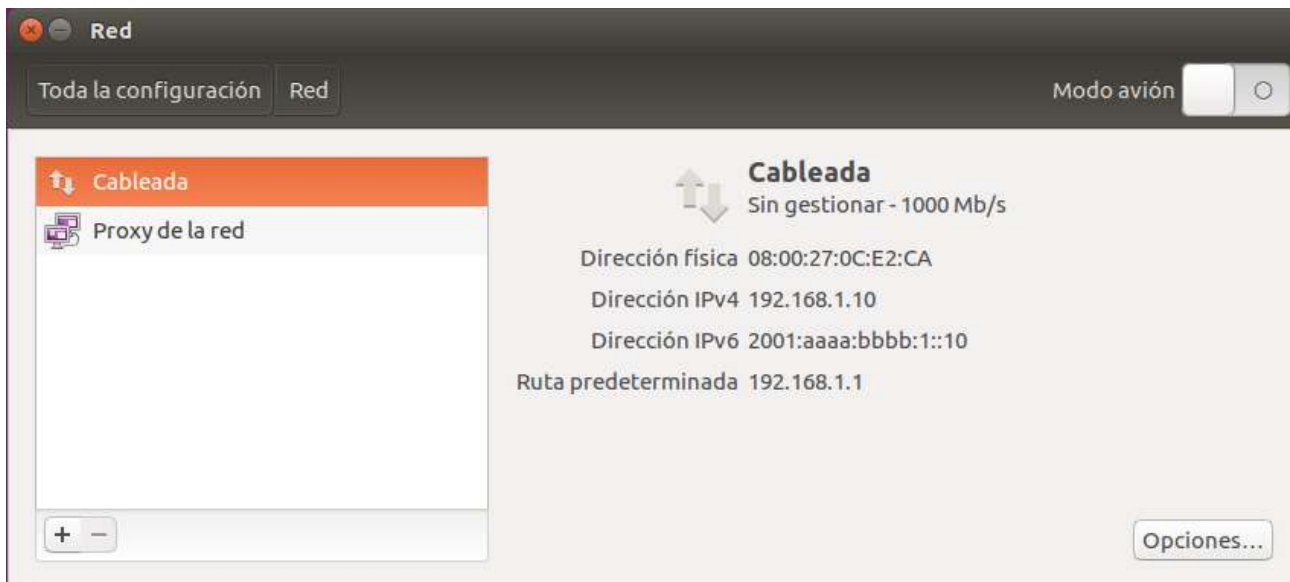 Red
Toda la configuración Red Modo avión
Cableada
Proxy de la red
Cableada
Sin gestionar - 1000 Mb/s
Dirección física 08:00:27:0C:E2:CA
Dirección IPv4 192.168.1.10
Dirección IPv6 2001:aaaa:bbbb:1::10
Ruta predeterminada 192.168.1.1
+ −
Opciones...